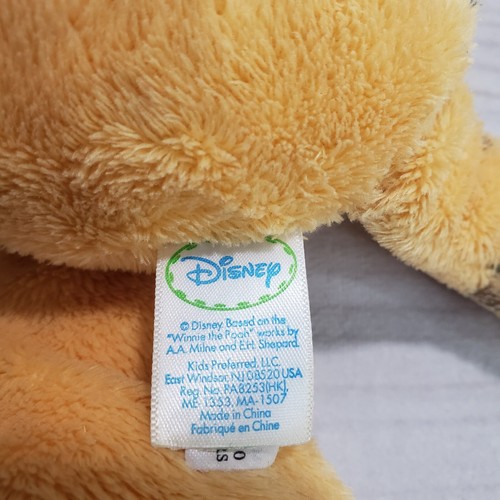 Disney
© Disney. Based on the
"Winnie the Pooh" works by
A.A. Milne and E.H. Shepard.
Kids Preferred, LLC.
East Windsor, NJ 08520 USA
Reg. No. PA8253(HK),
ME-1353, MA-1507
Made in China
Fabriqué en Chine